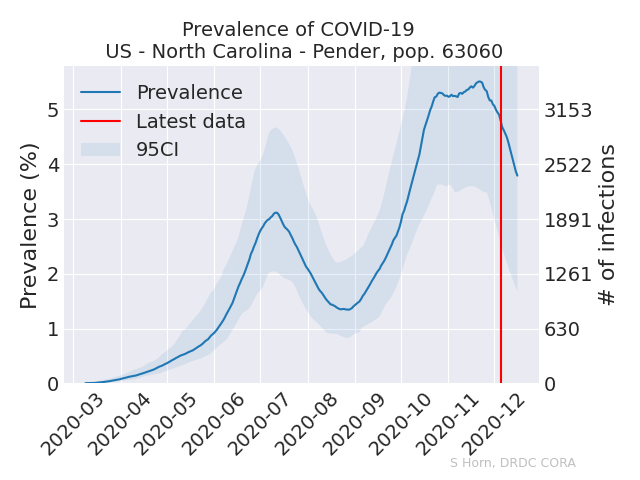 Prevalence of COVID-19
US - North Carolina - Pender, pop. 63060
Prevalence
Latest data
95CI
Prevalence (%)
5
4
3
2
1
0
3153
2522
1891
1261
630
0
# of infections
2020-03
2020-04
2020-05
2020-06
2020-07
2020-08
2020-09
2020-10
2020-11
2020-12
S Horn, DRDC CORA